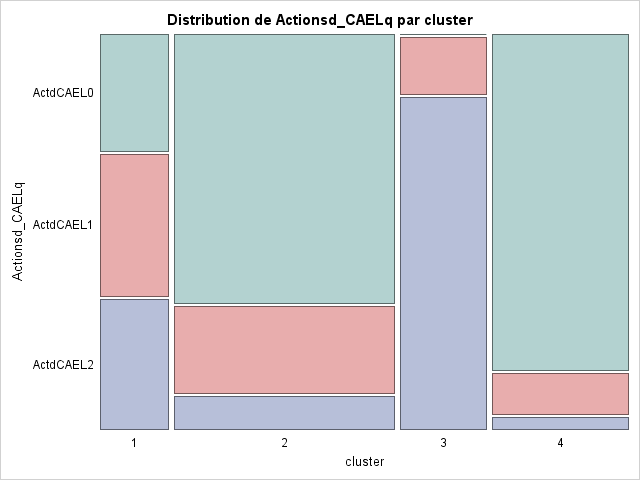 Distribution de Actionsd_CAELq par cluster
ActdCAEL0
ActdCAEL1
ActdCAEL2
Actionsd_CAELq
1 2 3 4
cluster